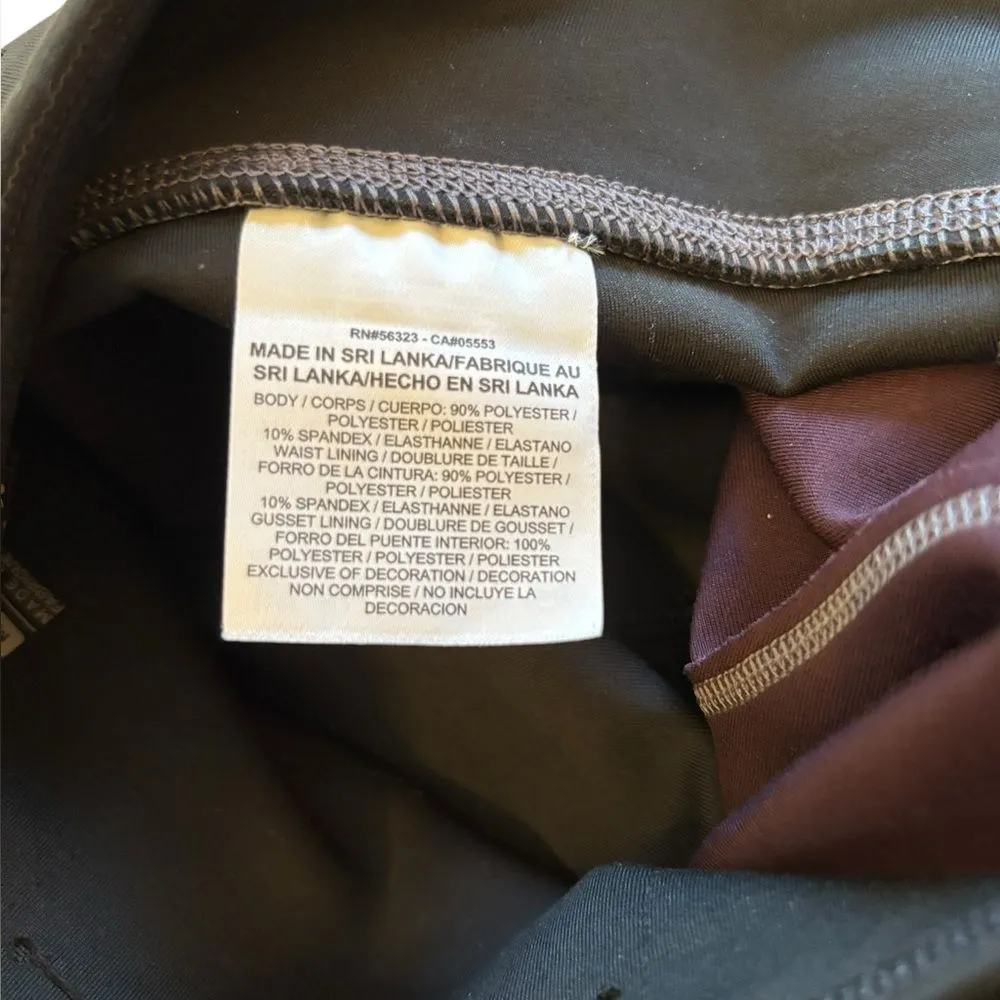 RN#56323 - CA#05553
MADE IN SRI LANKA/FABRIQUE AU
SRI LANKA/HECHO EN SRI LANKA
BODY / CORPS / CUERPO: 90% POLYESTER /
POLYESTER / POLIESTER
10% SPANDEX / ELASTHANNE / ELASTANO
WAIST LINING / DOUBLURE DE TAILLE /
FORRO DE LA CINTURA: 90% POLYESTER /
POLYESTER / POLIESTER
10% SPANDEX / ELASTHANNE / ELASTANO
GUSSET LINING / DOUBLURE DE GOUSSET /
FORRO DEL PUENTE INTERIOR: 100%
POLYESTER / POLYESTER / POLIESTER
EXCLUSIVE OF DECORATION / DECORATION
NON COMPRISE / NO INCLUYE LA
DECORACION